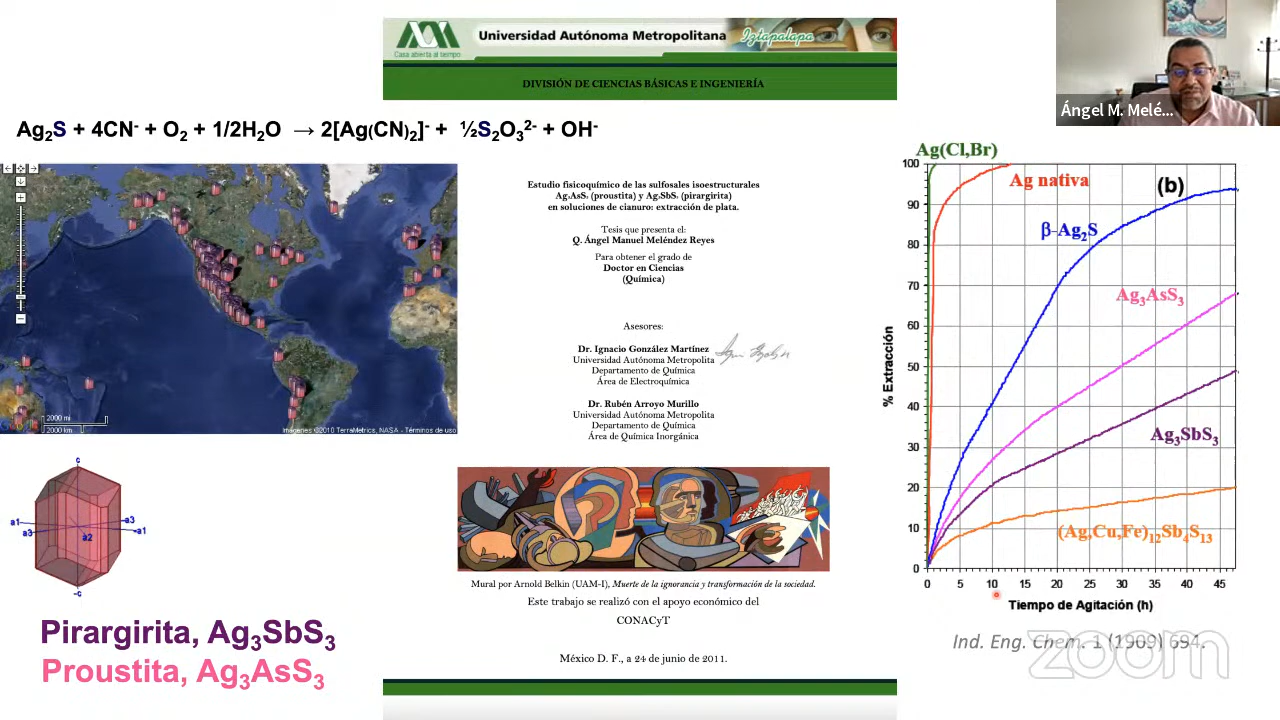 Universidad Autónoma Metropolitana
Iztapalapa
Casa abierta al tiempo
DIVISIÓN DE CIENCIAS BÁSICAS E INGENIERÍA
Ángel M. Melé...
Ag₂S + 4CN⁻ + O₂ + 1/2H₂O → 2[Ag(CN)₂]⁻ + ½S₂O₃²⁻ + OH⁻
2000 mi
2000 km
Imágenes ©2010 TerraMetrics, NASA - Términos de uso
c
a1
a3
a3
a2
-a1
-c
Pirargirita, Ag₃SbS₃
Proustita, Ag₃AsS₃
Estudio fisicoquímico de las sulfosales isoestructurales
Ag₃AsS₃ (proustita) y Ag₃SbS₃ (pirargirita)
en soluciones de cianuro: extracción de plata.
Tesis que presenta el:
Q. Ángel Manuel Meléndez Reyes
Para obtener el grado de
Doctor en Ciencias
(Química)
Asesores:
Dr. Ignacio González Martínez
Universidad Autónoma Metropolita
Departamento de Química
Área de Electroquímica
Dr. Rubén Arroyo Murillo
Universidad Autónoma Metropolita
Departamento de Química
Área de Química Inorgánica
Mural por Arnold Belkin (UAM-I), Muerte de la ignorancia y transformación de la sociedad.
Este trabajo se realizó con el apoyo económico del
CONACyT
México D. F., a 24 de junio de 2011.
Ag(Cl,Br)
Ag nativa
(b)
β-Ag₂S
Ag₃AsS₃
Ag₃SbS₃
(Ag,Cu,Fe)₁₂Sb₄S₁₃
% Extracción
100
90
80
70
60
50
40
30
20
10
0
0 5 10 15 20 25 30 35 40 45
Tiempo de Agitación (h)
Ind. Eng. Chem. 1 (1909) 694.
zoom